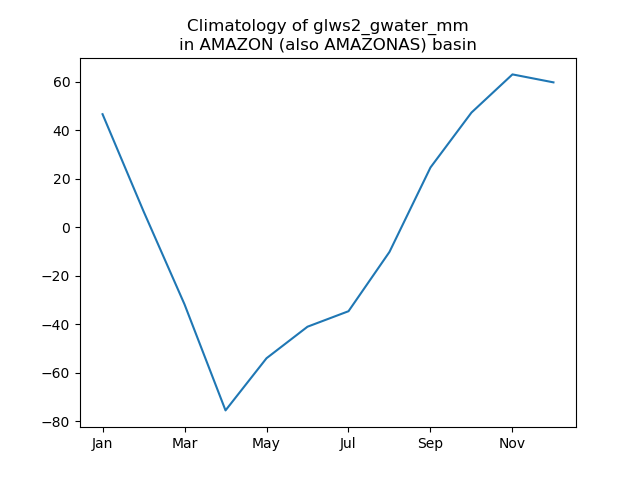 Climatology of glws2_gwater_mm
in AMAZON (also AMAZONAS) basin
60
40
20
0
−20
−40
−60
−80
Jan Mar May Jul Sep Nov